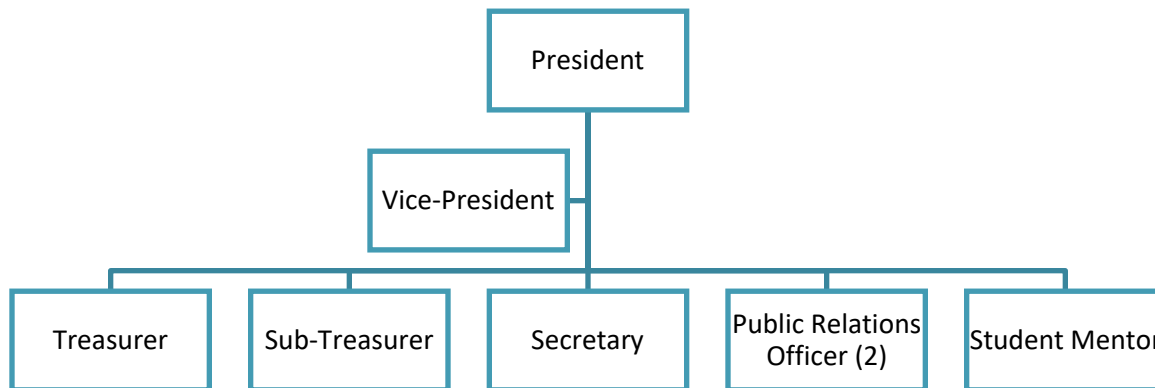 President
Vice-President
Treasurer
Sub-Treasurer
Secretary
Public Relations
Officer (2)
Student Mentor